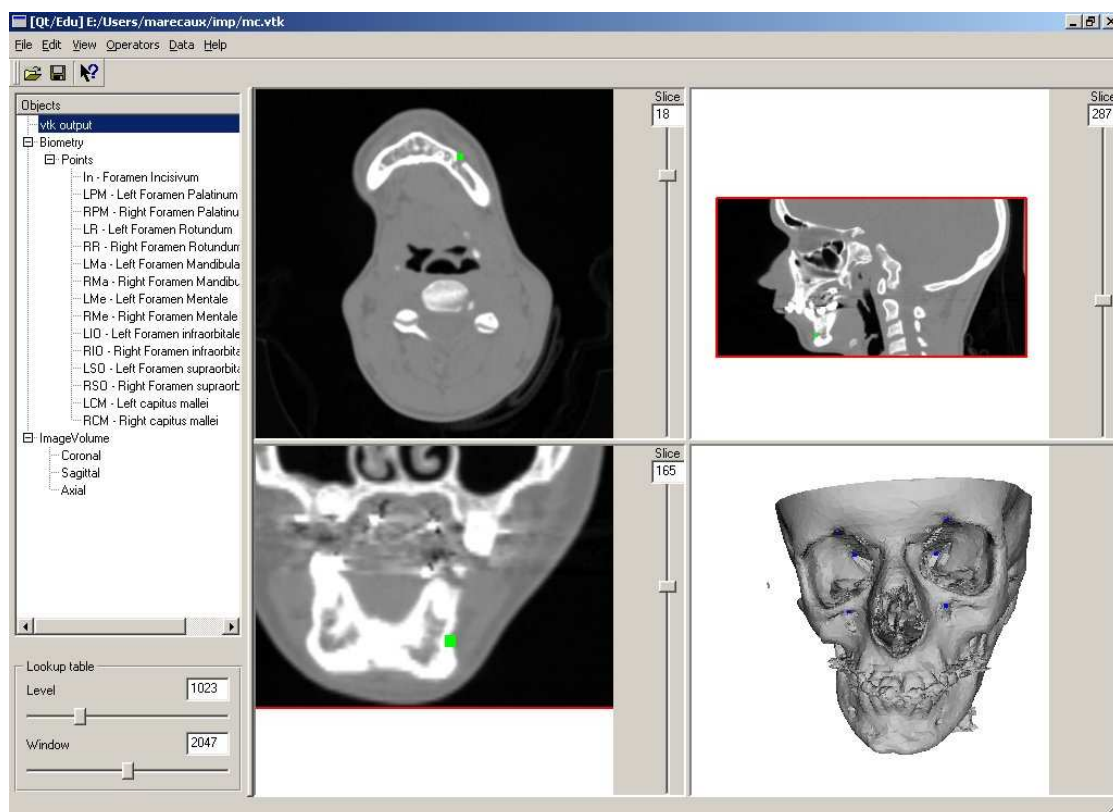 [Qt/Edu] E:/Users/marecaux/imp/mc.vtk
File Edit View Operators Data Help
Objects
vtk output
Biometry
Points
In - Foramen Incisivum
LPM - Left Foramen Palatinum
RPM - Right Foramen Palatinu
LR - Left Foramen Rotundum
RR - Right Foramen Rotundum
LMa - Left Foramen Mandibula
RMa - Right Foramen Mandibu
LMe - Left Foramen Mentale
RMe - Right Foramen Mentale
LIO - Left Foramen infraorbitale
RIO - Right Foramen infraorbita
LSO - Left Foramen supraorbita
RSO - Right Foramen supraorb
LCM - Left capitus mallei
RCM - Right capitus mallei
ImageVolume
Coronal
Sagittal
Axial
Lookup table
Level
1023
Window
2047
Slice
18
Slice
287
Slice
165